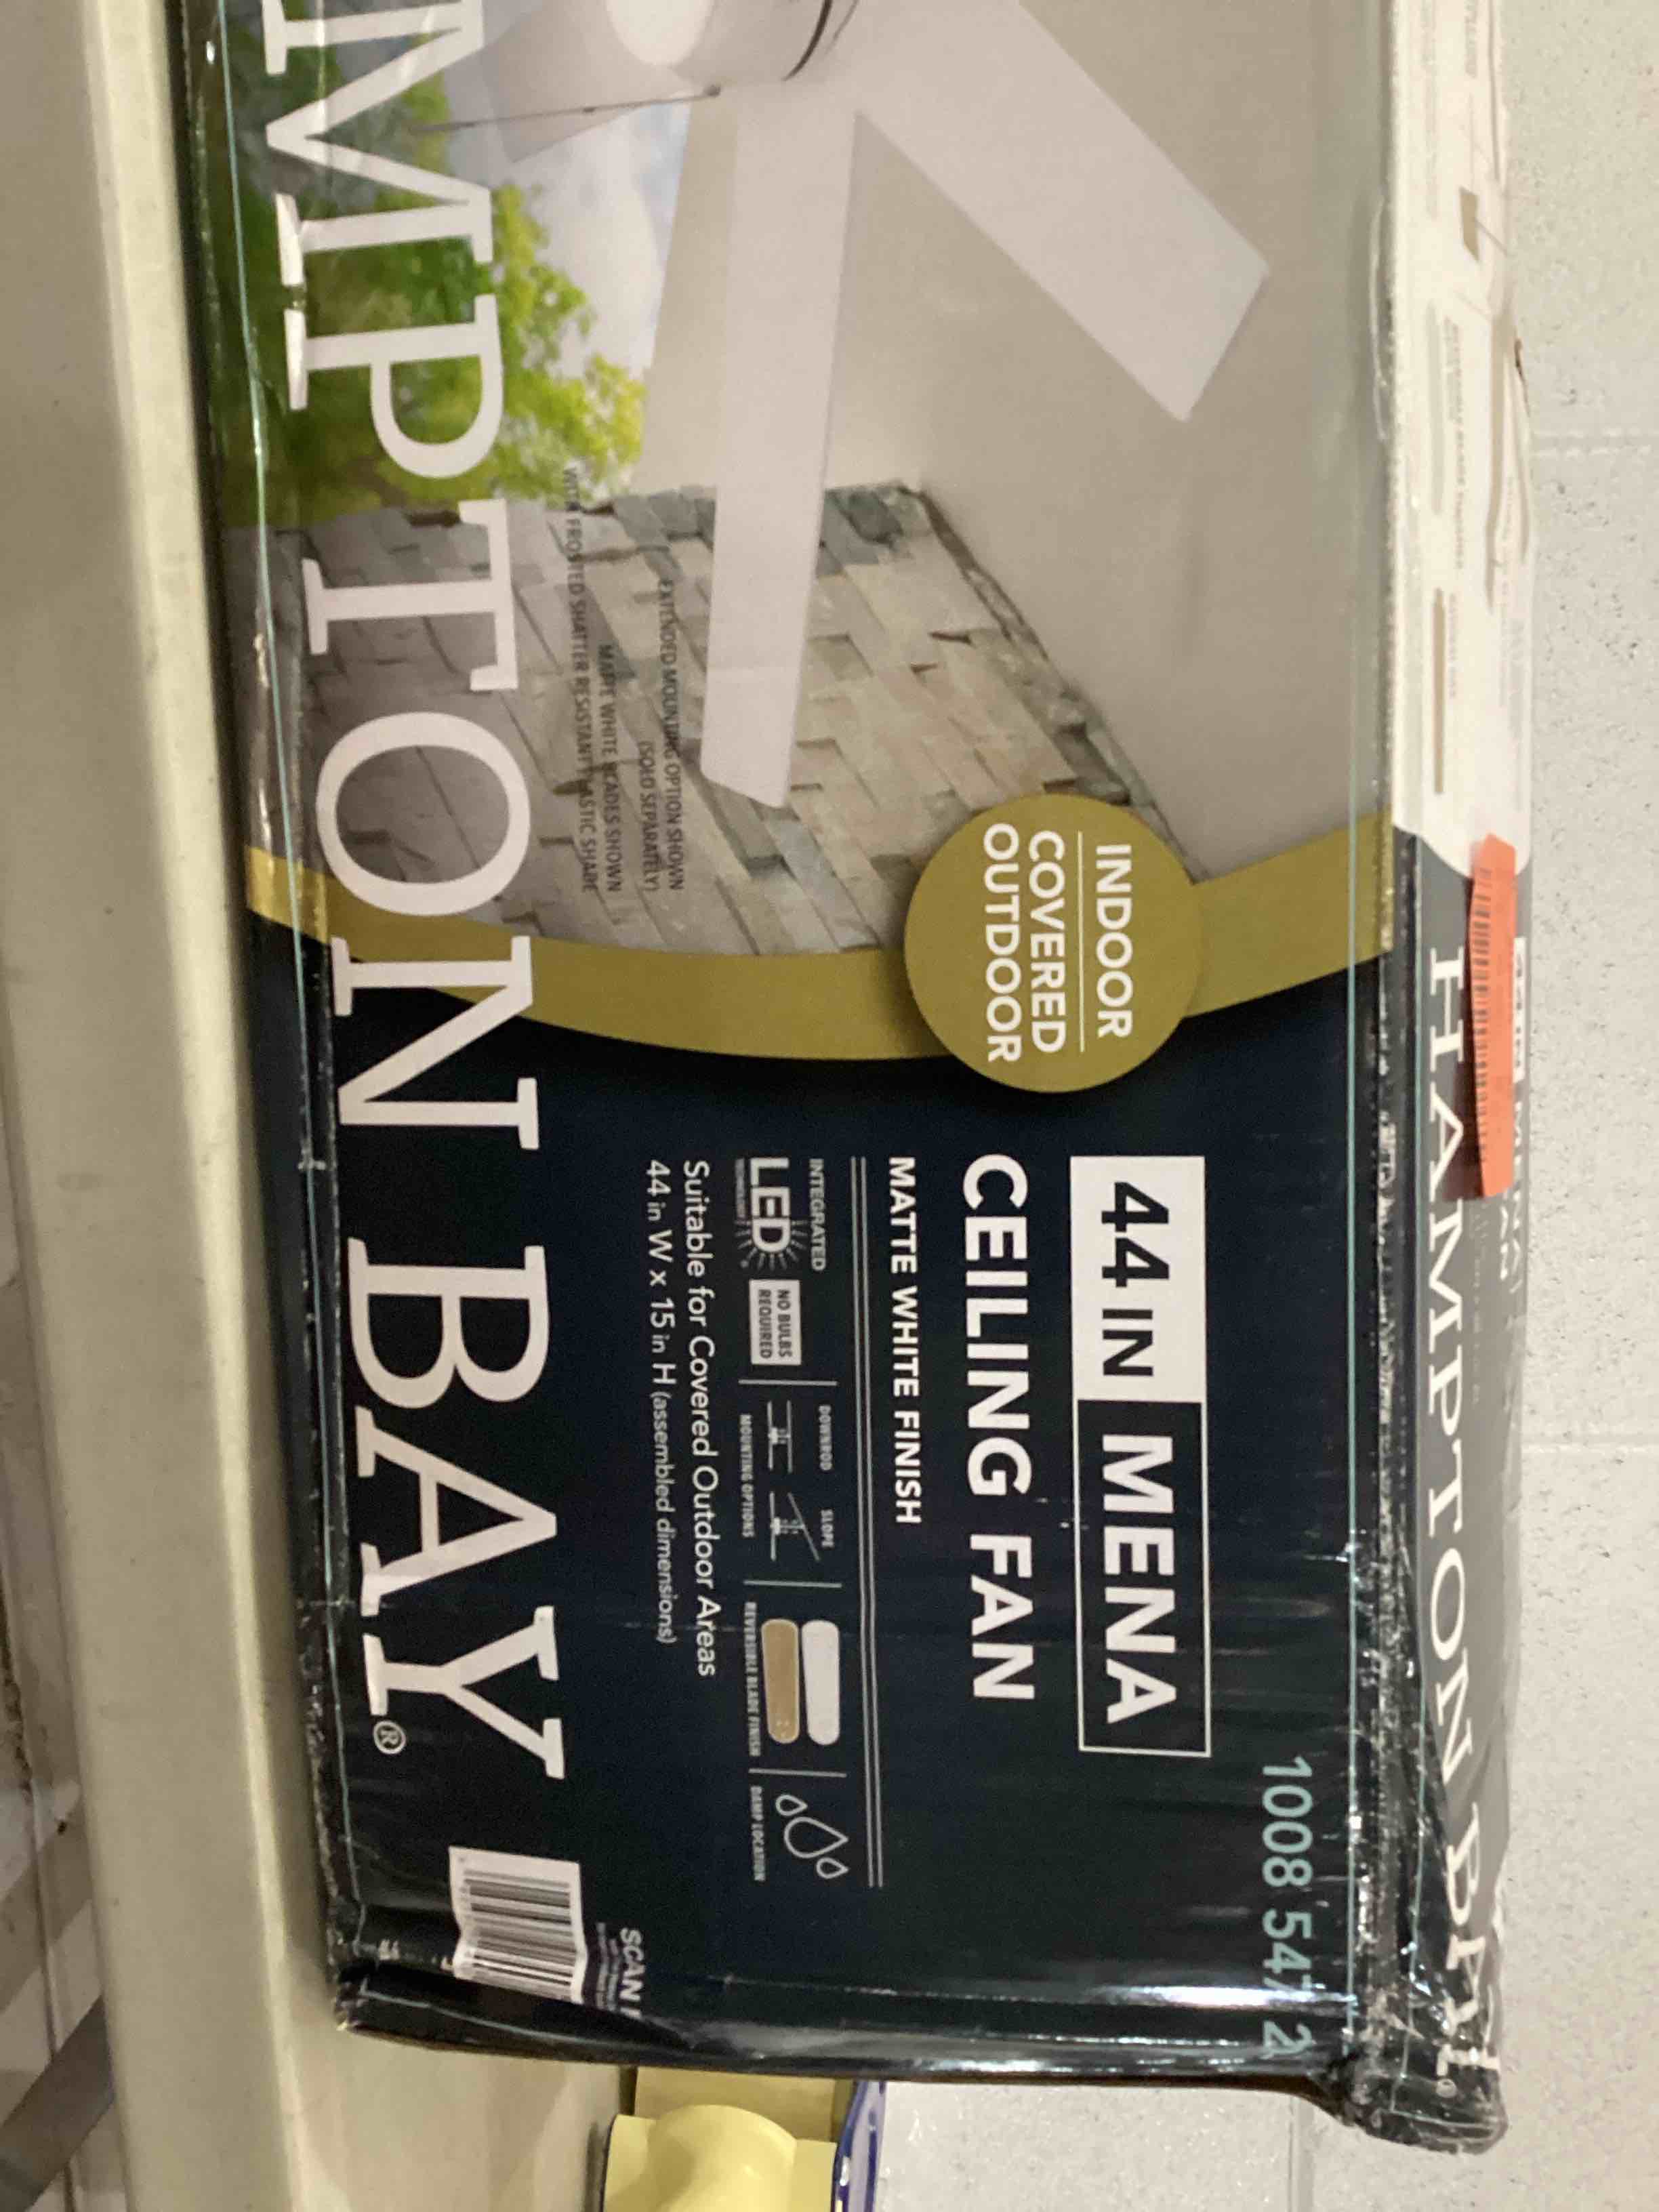 HAMPTON BAY®
1008 547 2
44 IN MENA
CEILING FAN
MATTE WHITE FINISH
INTEGRATED
LED
NO BULBS
REQUIRED
DOWNROD
SLOPE
MOUNTING OPTIONS
REVERSIBLE BLADE FINISH
DAMP LOCATION
Suitable for Covered Outdoor Areas
44 in W x 15 in H (assembled dimensions)
INDOOR
COVERED
OUTDOOR
EXTENDED MOUNTING OPTION SHOWN
(SOLD SEPARATELY)
MATTE WHITE BLADES SHOWN
WITH FROSTED SHATTER RESISTANT PLASTIC SHADE
MPTON BAY®
SCAN